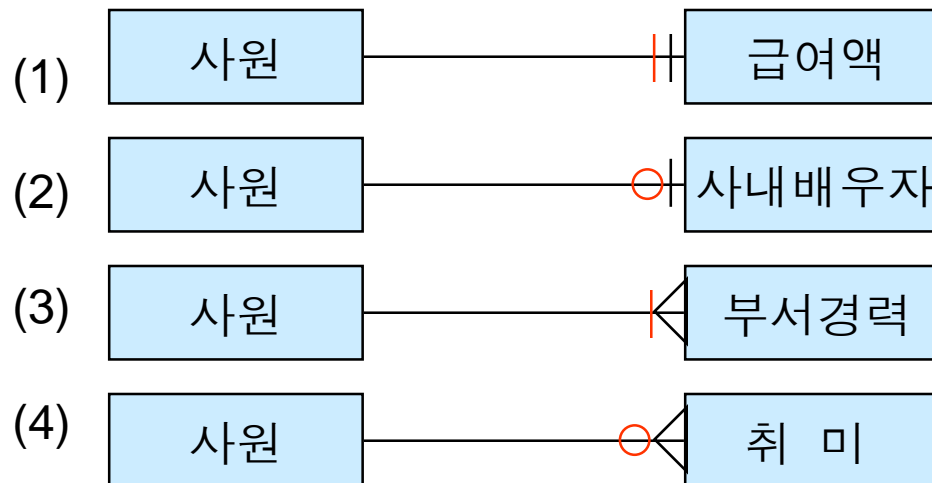 (1) 사원 급여액
(2) 사원 사내배우자
(3) 사원 부서경력
(4) 사원 취 미